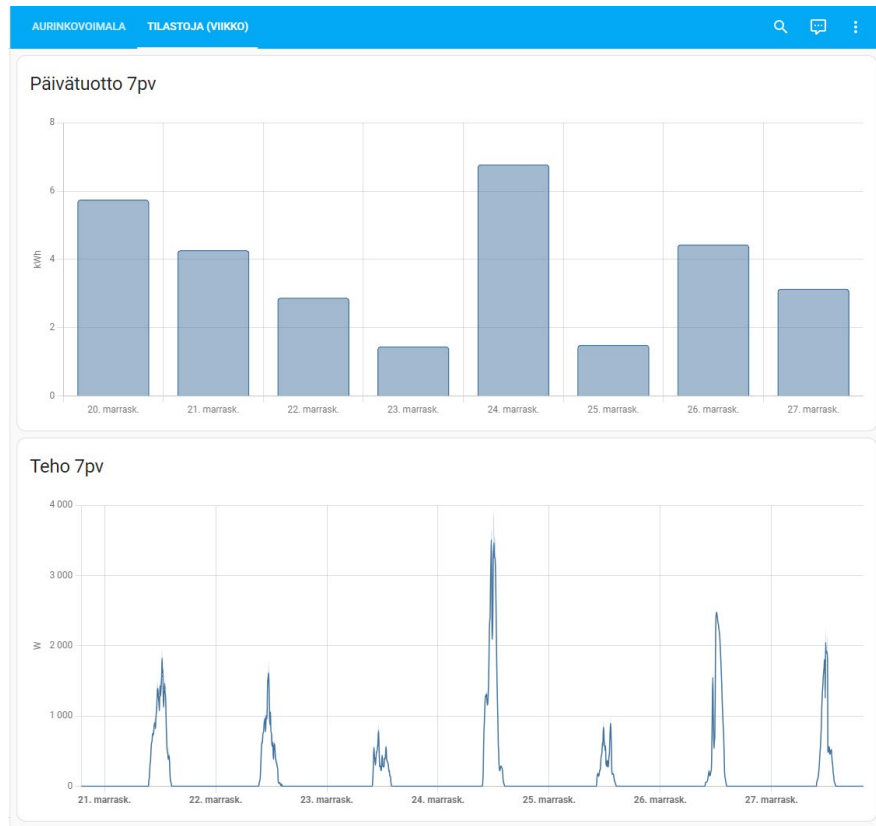 AURINKOVOIMALA TILASTOJA (VIIKKO)
Päivätuotto 7pv
8
6
4
2
0
kWh
20. marrask. 21. marrask. 22. marrask. 23. marrask. 24. marrask. 25. marrask. 26. marrask. 27. marrask.
Teho 7pv
4 000
3 000
2 000
1 000
0
W
21. marrask. 22. marrask. 23. marrask. 24. marrask. 25. marrask. 26. marrask. 27. marrask.